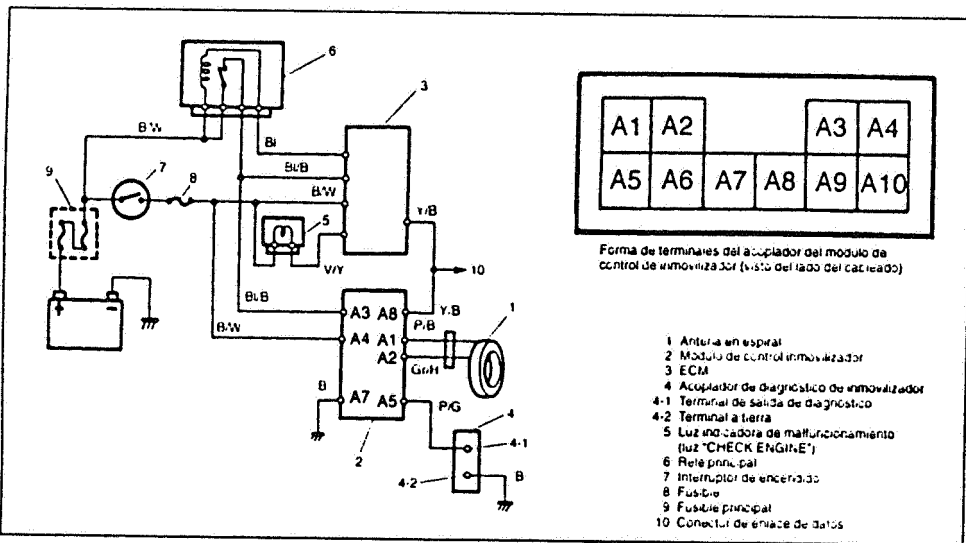 6
3
B/W
Bl
Bl/B
B/W
9
7
8
5
Y/B
V/Y
10
Bl/B
B/W
Y/B
P/B
1
A3 A8
A4 A1
A2
Gr/H
B
A7 A5
P/G
4
4-1
4-2
B
2
+ -
A1 A2 A3 A4
A5 A6 A7 A8 A9 A10
Forma de terminales del acoplador del módulo de
control de inmovilizador (visto del lado del cableado)
1 Antena en espiral
2 Módulo de control inmovilizador
3 ECM
4 Acoplador de diagnóstico de inmovilizador
4-1 Terminal de salida de diagnóstico
4-2 Terminal a tierra
5 Luz indicadora de malfuncionamiento
(luz "CHECK ENGINE")
6 Relé principal
7 Interruptor de encendido
8 Fusible
9 Fusible principal
10 Conector de enlace de datos